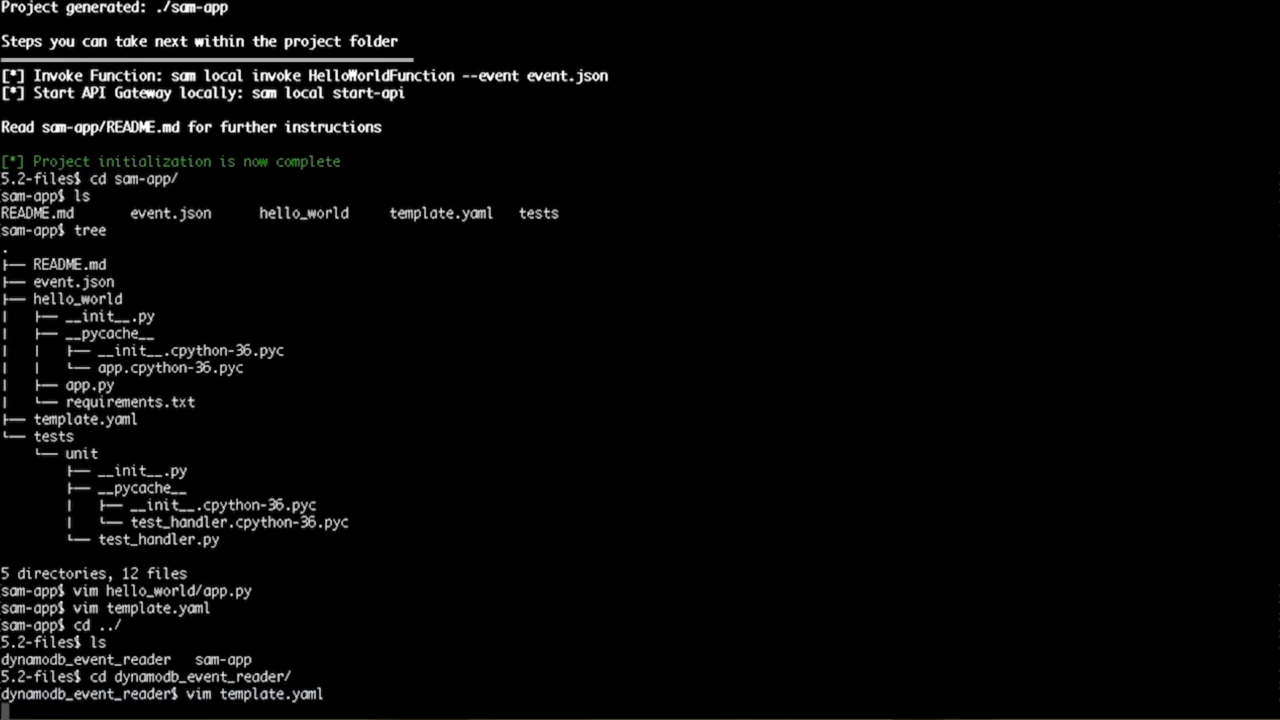 Project generated: ./sam-app
Steps you can take next within the project folder
[*] Invoke Function: sam local invoke HelloWorldFunction --event event.json
[*] Start API Gateway locally: sam local start-api
Read sam-app/README.md for further instructions
[*] Project initialization is now complete
5.2-files$ cd sam-app/
sam-app$ ls
README.md event.json hello_world template.yaml tests
sam-app$ tree
.
├── README.md
├── event.json
├── hello_world
│   ├── __init__.py
│   ├── __pycache__
│   │   ├── __init__.cpython-36.pyc
│   │   └── app.cpython-36.pyc
│   ├── app.py
│   └── requirements.txt
├── template.yaml
└── tests
    └── unit
        ├── __init__.py
        ├── __pycache__
        │   ├── __init__.cpython-36.pyc
        │   └── test_handler.cpython-36.pyc
        └── test_handler.py
5 directories, 12 files
sam-app$ vim hello_world/app.py
sam-app$ vim template.yaml
sam-app$ cd ../
5.2-files$ ls
dynamodb_event_reader sam-app
5.2-files$ cd dynamodb_event_reader/
dynamodb_event_reader$ vim template.yaml